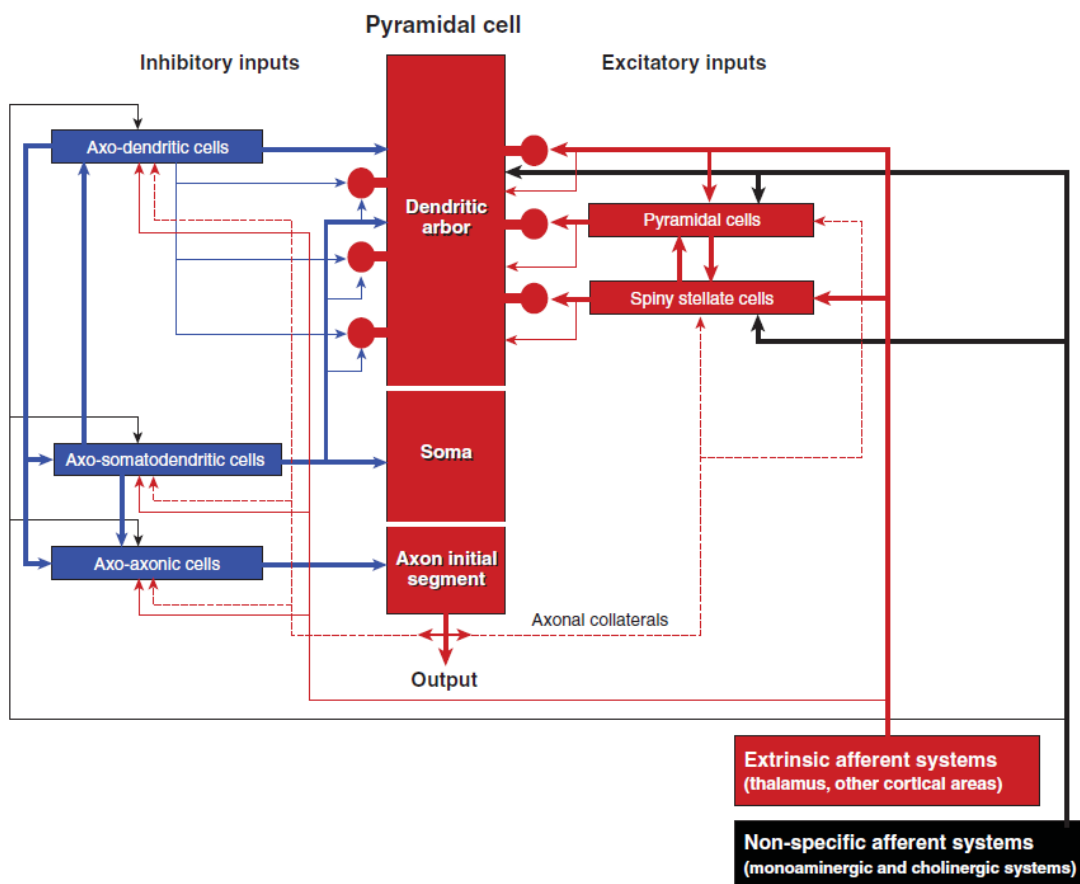 Pyramidal cell
Inhibitory inputs
Excitatory inputs
Axo-dendritic cells
Dendritic
arbor
Pyramidal cells
Spiny stellate cells
Soma
Axo-somatodendritic cells
Axon initial
segment
Axo-axonic cells
Axonal collaterals
Output
Extrinsic afferent systems
(thalamus, other cortical areas)
Non-specific afferent systems
(monoaminergic and cholinergic systems)